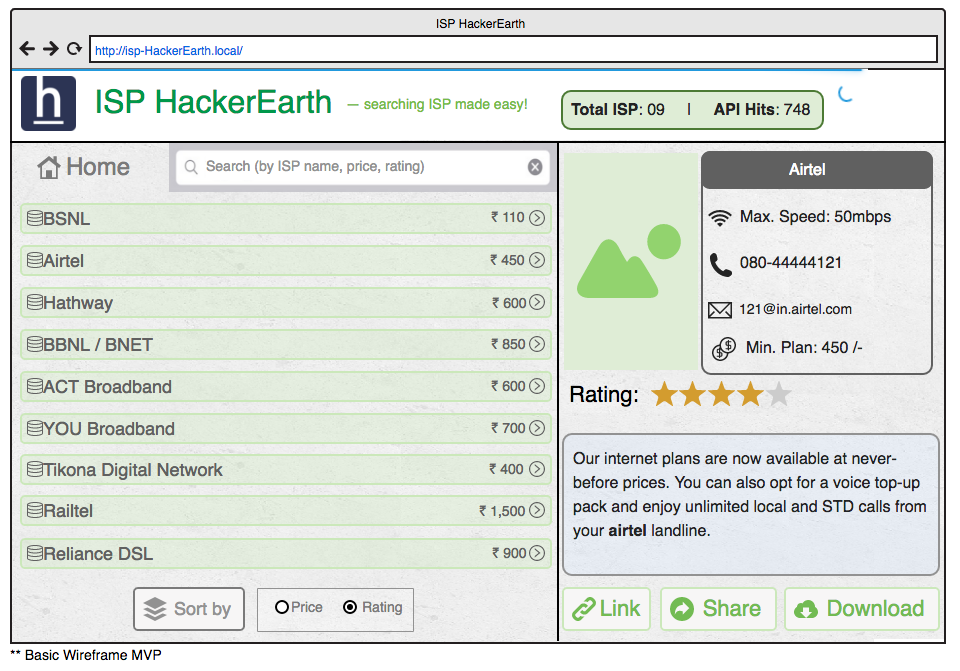 ISP HackerEarth
http://isp-HackerEarth.local/
h ISP HackerEarth — searching ISP made easy!
Total ISP: 09 | API Hits: 748
Home
Search (by ISP name, price, rating)
BSNL ₹ 110
Airtel ₹ 450
Hathway ₹ 600
BBNL / BNET ₹ 850
ACT Broadband ₹ 600
YOU Broadband ₹ 700
Tikona Digital Network ₹ 400
Railtel ₹ 1,500
Reliance DSL ₹ 900
Sort by
Price Rating
Airtel
Max. Speed: 50mbps
080-44444121
121@in.airtel.com
$ $ Min. Plan: 450 /-
Rating:
Our internet plans are now available at never-
before prices. You can also opt for a voice top-up
pack and enjoy unlimited local and STD calls from
your airtel landline.
Link Share Download
** Basic Wireframe MVP